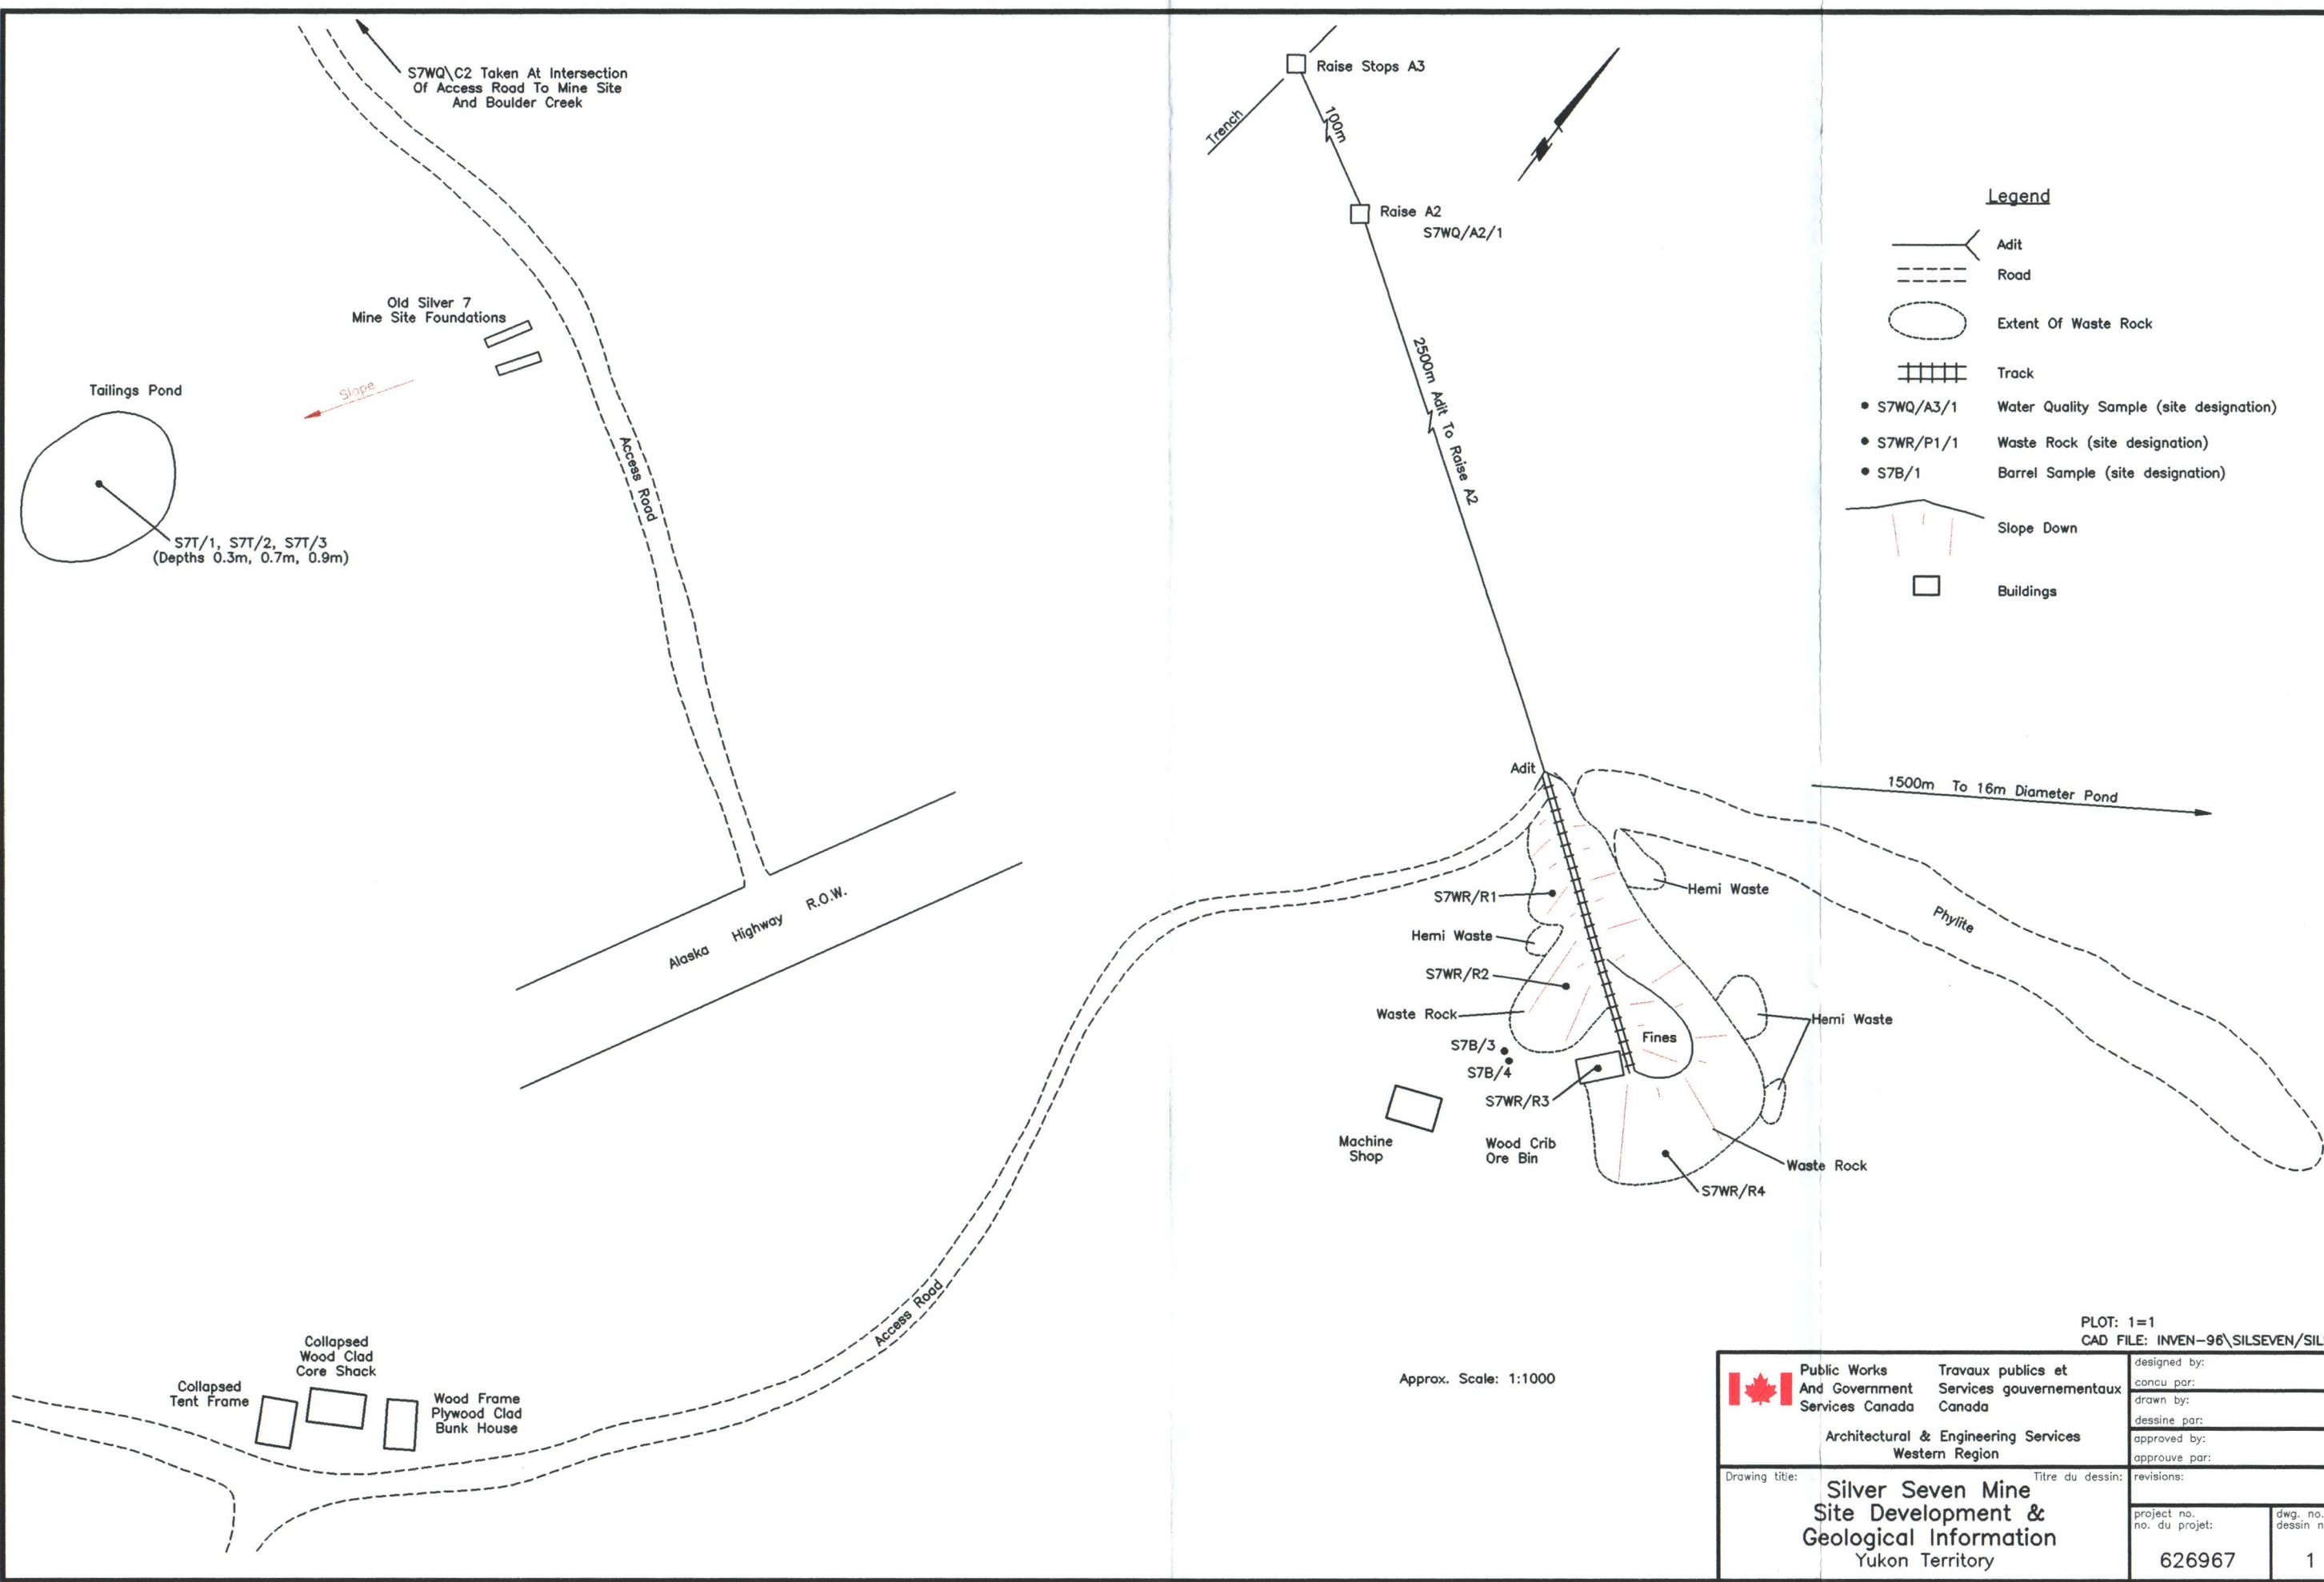 S7WQ\C2 Taken At Intersection
Of Access Road To Mine Site
And Boulder Creek
Raise Stops A3
Trench
100m
Raise A2
S7WQ/A2/1
2500m Adit To Raise A2
Legend
Adit
Road
Extent Of Waste Rock
Track
S7WQ/A3/1 Water Quality Sample (site designation)
S7WR/P1/1 Waste Rock (site designation)
S7B/1 Barrel Sample (site designation)
Slope Down
Buildings
Old Silver 7
Mine Site Foundations
Slope
Tailings Pond
S7T/1, S7T/2, S7T/3
(Depths 0.3m, 0.7m, 0.9m)
Access Road
Alaska Highway R.O.W.
Adit
1500m To 16m Diameter Pond
S7WR/R1
Hemi Waste
Hemi Waste
Phylite
S7WR/R2
Waste Rock
Hemi Waste
Fines
S7B/3
S7B/4
S7WR/R3
Machine
Shop
Wood Crib
Ore Bin
Waste Rock
S7WR/R4
Access Road
Collapsed
Wood Clad
Core Shack
Collapsed
Tent Frame
Wood Frame
Plywood Clad
Bunk House
Approx. Scale: 1:1000
PLOT: 1=1
CAD FILE: INVEN-96\SILSEVEN/SIL
Public Works
And Government
Services Canada
Travaux publics et
Services gouvernementaux
Canada
Architectural & Engineering Services
Western Region
designed by:
concu par:
drawn by:
dessine par:
approved by:
approuve par:
Drawing title: Titre du dessin:
Silver Seven Mine
Site Development &
Geological Information
Yukon Territory
revisions:
project no.
no. du projet:
626967
dwg. no.
dessin n
1